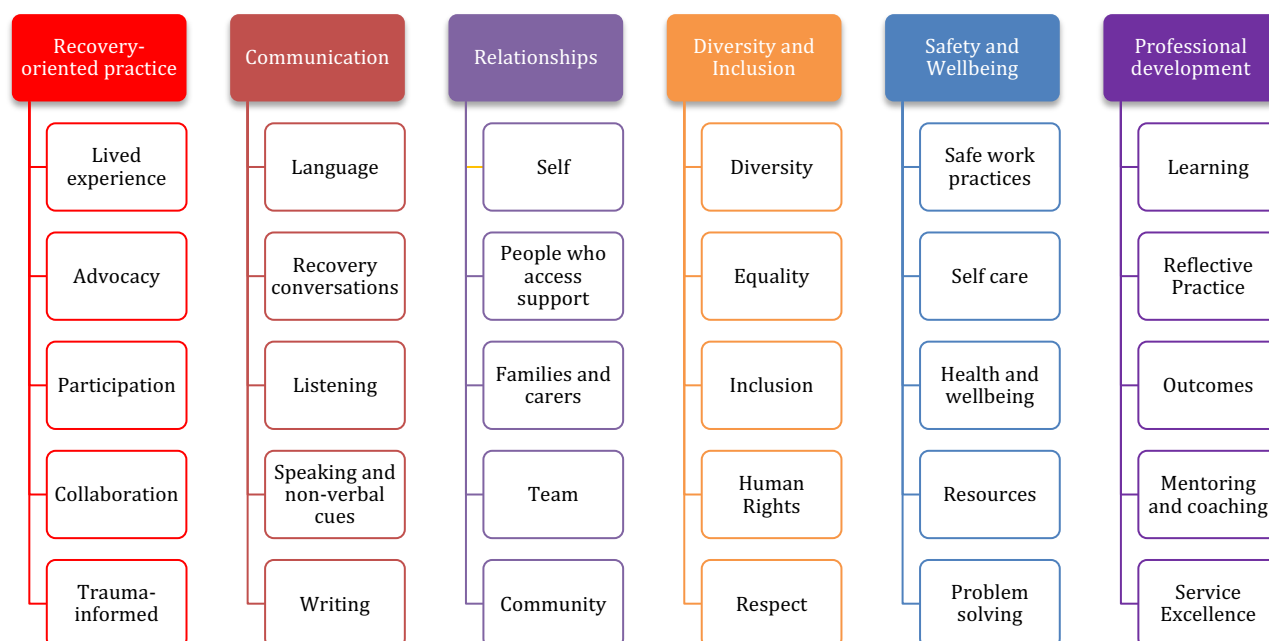 Recovery-
oriented practice
Lived
experience
Advocacy
Participation
Collaboration
Trauma-
informed
Communication
Language
Recovery
conversations
Listening
Speaking and
non-verbal
cues
Writing
Relationships
Self
People who
access
support
Families and
carers
Team
Community
Diversity and
Inclusion
Diversity
Equality
Inclusion
Human
Rights
Respect
Safety and
Wellbeing
Safe work
practices
Self care
Health and
wellbeing
Resources
Problem
solving
Professional
development
Learning
Reflective
Practice
Outcomes
Mentoring
and coaching
Service
Excellence